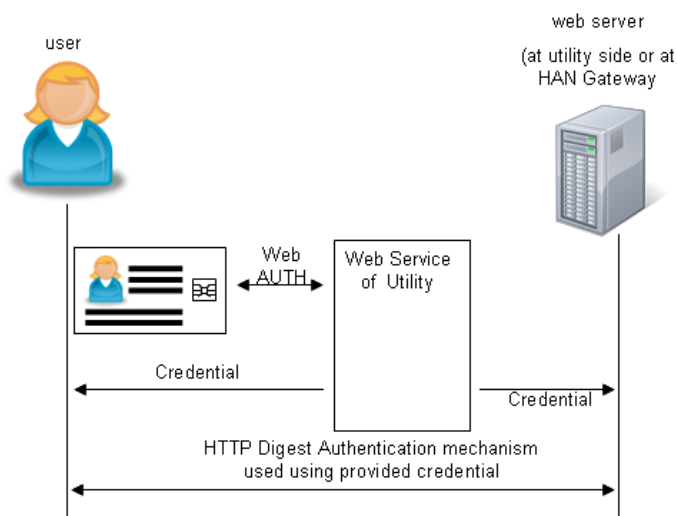 user
web server
(at utility side or at
HAN Gateway
Web
AUTH
Web Service
of Utility
Credential
Credential
HTTP Digest Authentication mechanism
used using provided credential